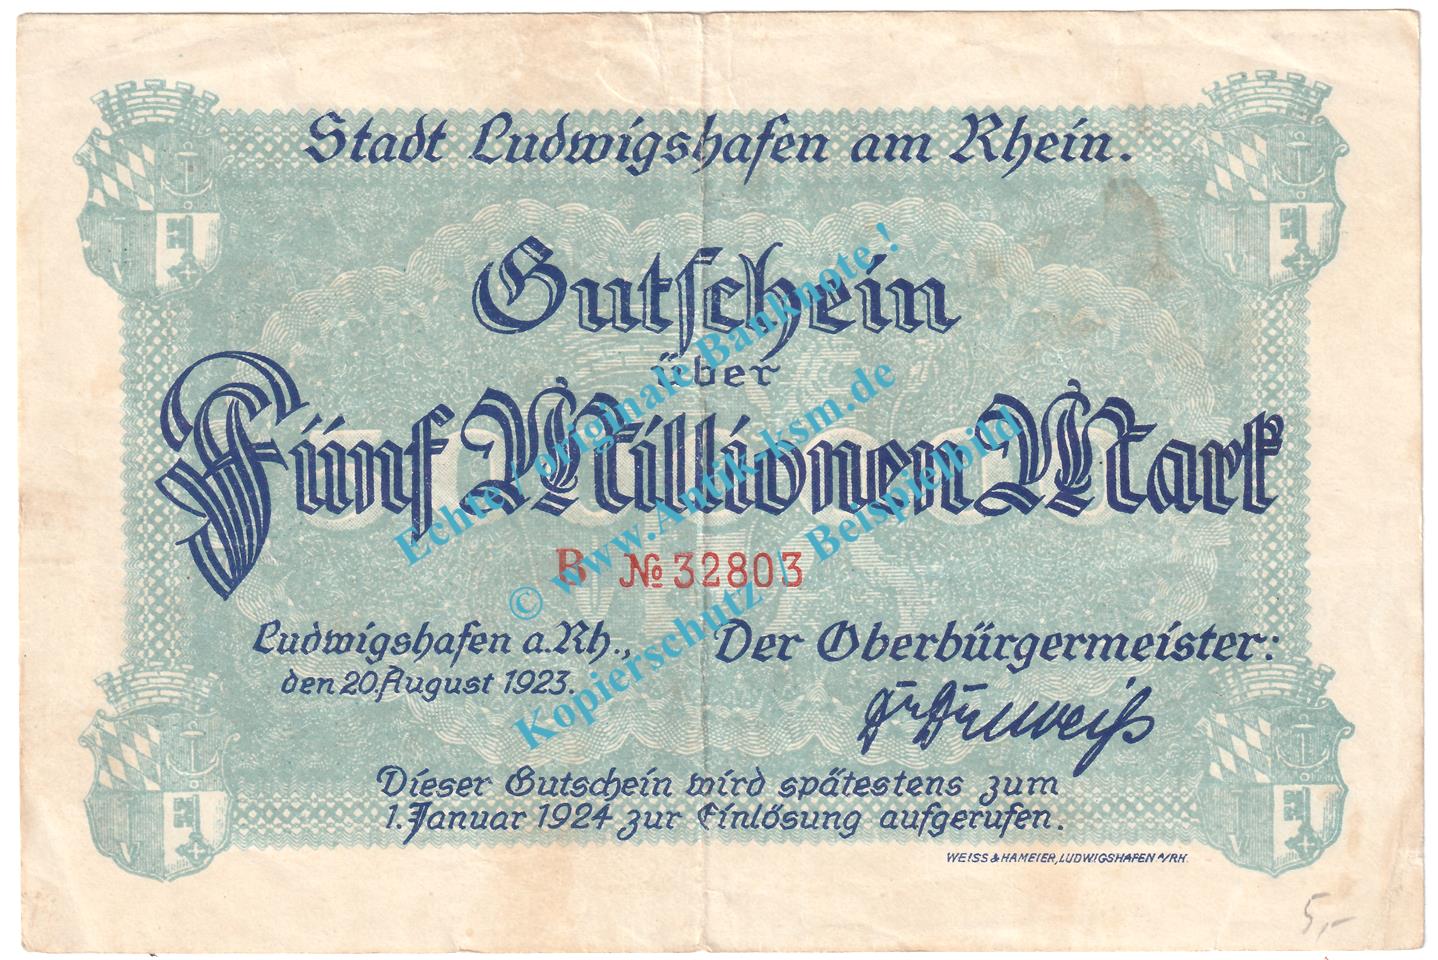 Stadt Ludwigshafen am Rhein.
Gutschein
über
Fünf Millionen Mark
B № 32803
Ludwigshafen a. Rh.,
den 20. August 1923.
Der Oberbürgermeister:
Dieser Gutschein wird spätestens zum
1. Januar 1924 zur Einlösung aufgerufen.
WEISS & HAMEIER, LUDWIGSHAFEN A/RH.
5,-
Echte / originale Banknote !
© www.Antik-ksm.de
Kopierschutz / Beispielbild